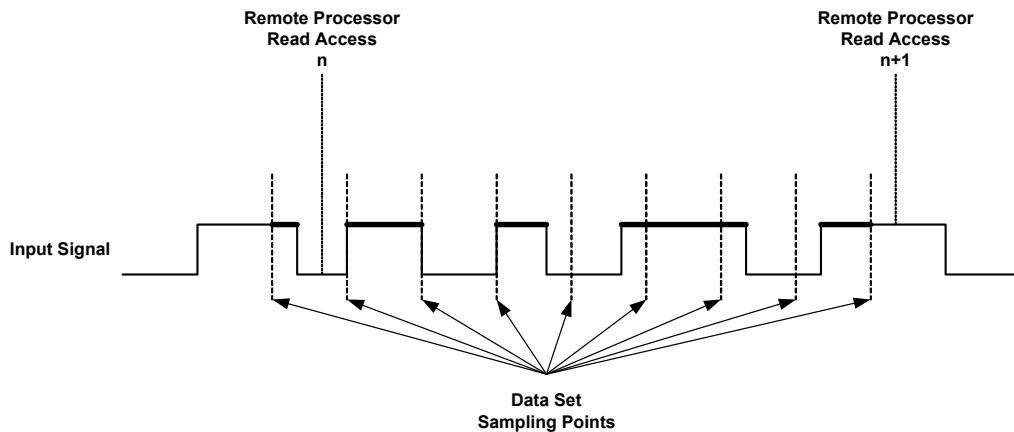 Remote Processor
Read Access
n
Remote Processor
Read Access
n+1
Input Signal
Data Set
Sampling Points